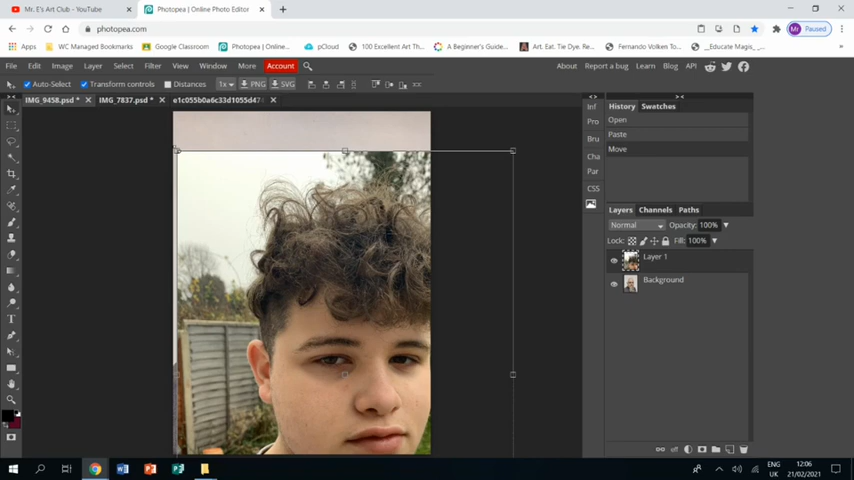 Mr. E's Art Club - YouTube
Photopea | Online Photo Editor
photopea.com
Mr
Paused
Apps
WC Managed Bookmarks
Google Classroom
Photopea | Online...
pCloud
100 Excellent Art Th...
A Beginner's Guide...
Art. Eat. Tie Dye. Re...
Fernando Volken To...
__Educate Magis_...
File
Edit
Image
Layer
Select
Filter
View
Window
More
Account
About
Report a bug
Learn
Blog
API
Auto-Select
Transform controls
Distances
1x
PNG
SVG
IMG_9458.psd *
IMG_7837.psd *
Inf
Pro
Bru
Cha
Par
CSS
History
Swatches
Open
Paste
Move
Layers
Channels
Paths
Normal
Opacity: 100%
Lock:
Fill: 100%
Layer 1
Background
eff
ENG
UK
12:06
21/02/2021